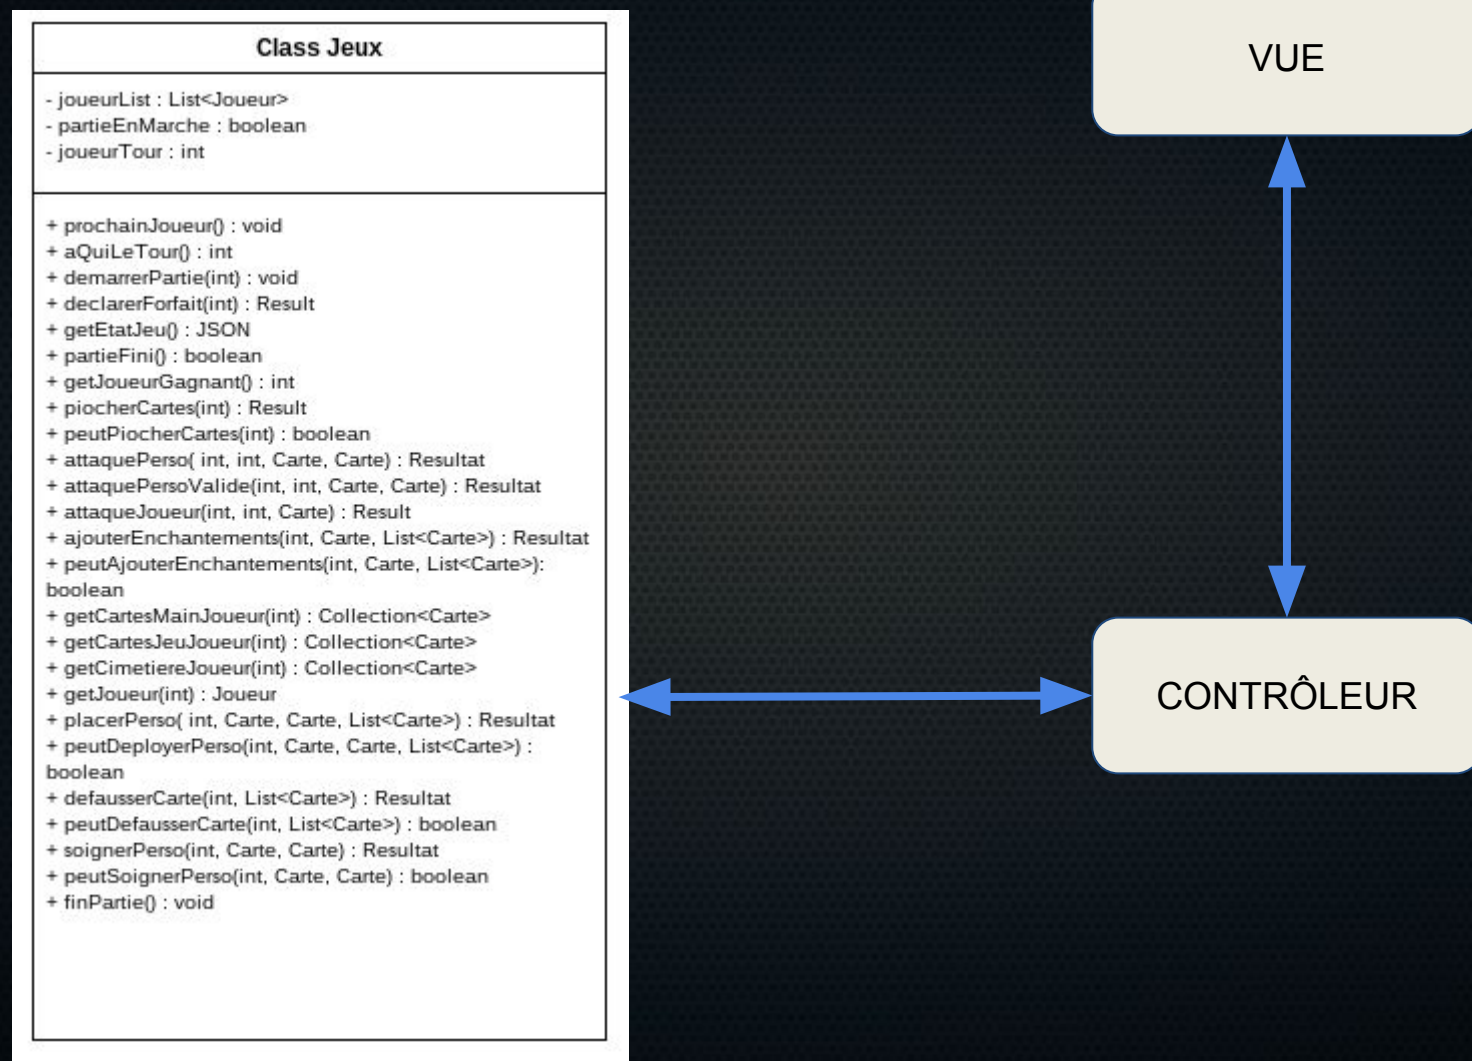 Class Jeux
- joueurList : List<Joueur>
- partieEnMarche : boolean
- joueurTour : int
+ prochainJoueur() : void
+ aQuiLeTour() : int
+ demarrerPartie(int) : void
+ declarerForfait(int) : Result
+ getEtatJeu() : JSON
+ partieFini() : boolean
+ getJoueurGagnant() : int
+ piocherCartes(int) : Result
+ peutPiocherCartes(int) : boolean
+ attaquePerso( int, int, Carte, Carte) : Resultat
+ attaquePersoValide(int, int, Carte, Carte) : Resultat
+ attaqueJoueur(int, int, Carte) : Result
+ ajouterEnchantements(int, Carte, List<Carte>) : Resultat
+ peutAjouterEnchantements(int, Carte, List<Carte>):
boolean
+ getCartesMainJoueur(int) : Collection<Carte>
+ getCartesJeuJoueur(int) : Collection<Carte>
+ getCimetiereJoueur(int) : Collection<Carte>
+ getJoueur(int) : Joueur
+ placerPerso( int, Carte, Carte, List<Carte>) : Resultat
+ peutDeployerPerso(int, Carte, Carte, List<Carte>) :
boolean
+ defausserCarte(int, List<Carte>) : Resultat
+ peutDefausserCarte(int, List<Carte>) : boolean
+ soignerPerso(int, Carte, Carte) : Resultat
+ peutSoignerPerso(int, Carte, Carte) : boolean
+ finPartie() : void
VUE
CONTRÔLEUR